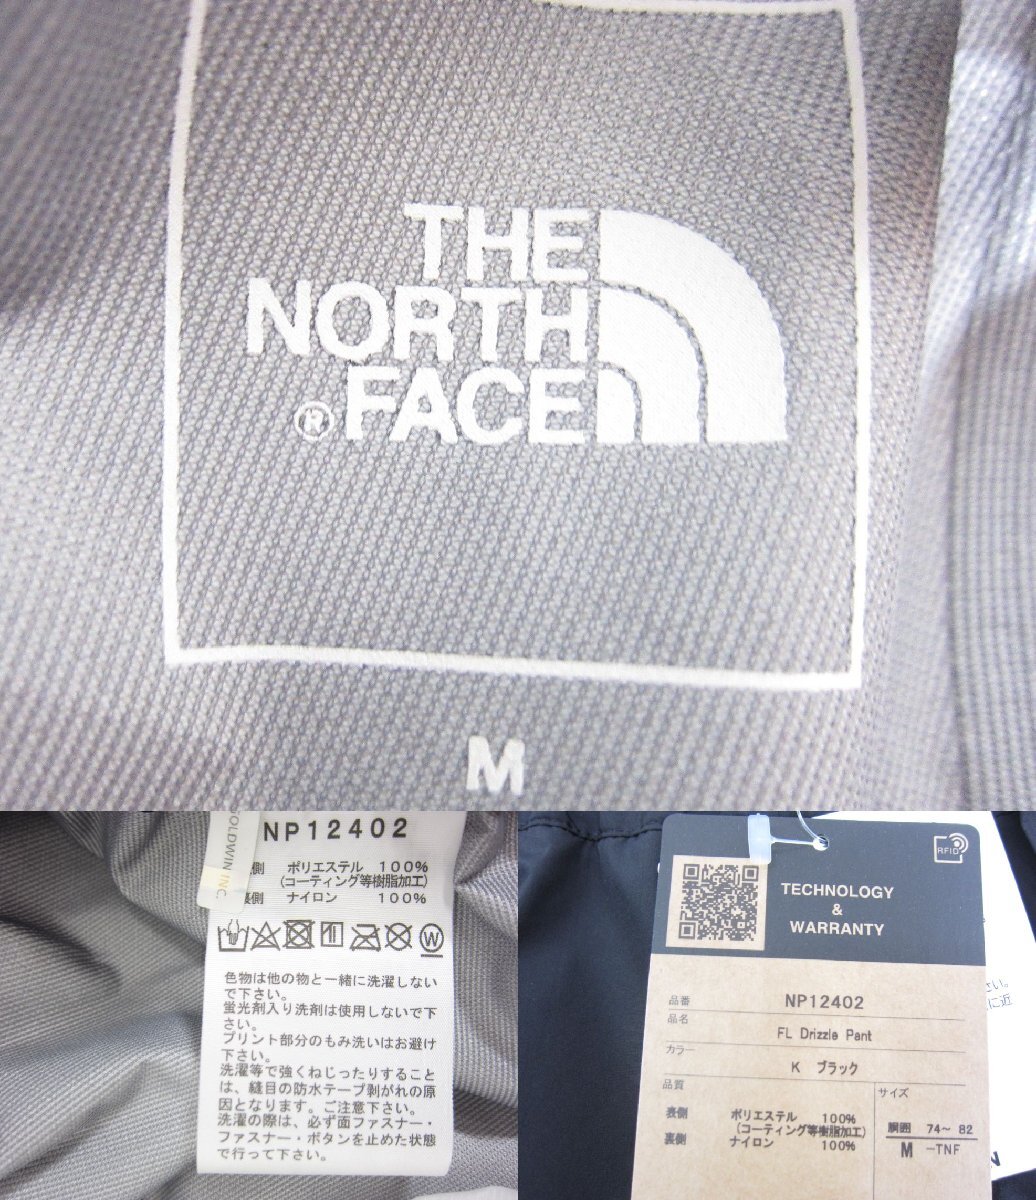 THE
NORTH
FACE
®
M
GOLDWIN INC.
NP12402
側 ポリエステル 100%
(コーティング等樹脂加工)
裏側 ナイロン 100%
W
色物は他の物と一緒に洗濯しない
で下さい。
蛍光剤入り洗剤は使用しないで下
さい。
プリント部分のもみ洗いはお避け
下さい。
洗濯等で強くねじったりすること
は、縫目の防水テープ剥がれの原
因となります。ご注意下さい。
洗濯の際は、必ず面ファスナー・
ファスナー・ボタンを止めた状態
で行って下さい。
RFID
TECHNOLOGY
&
WARRANTY
品番 NP12402
品名
FL Drizzle Pant
カラー
K ブラック
品質
表側 ポリエステル 100%
(コーティング等樹脂加工)
裏側 ナイロン 100%
サイズ
胴囲 74～ 82
M -TNF
さい。
に近
N